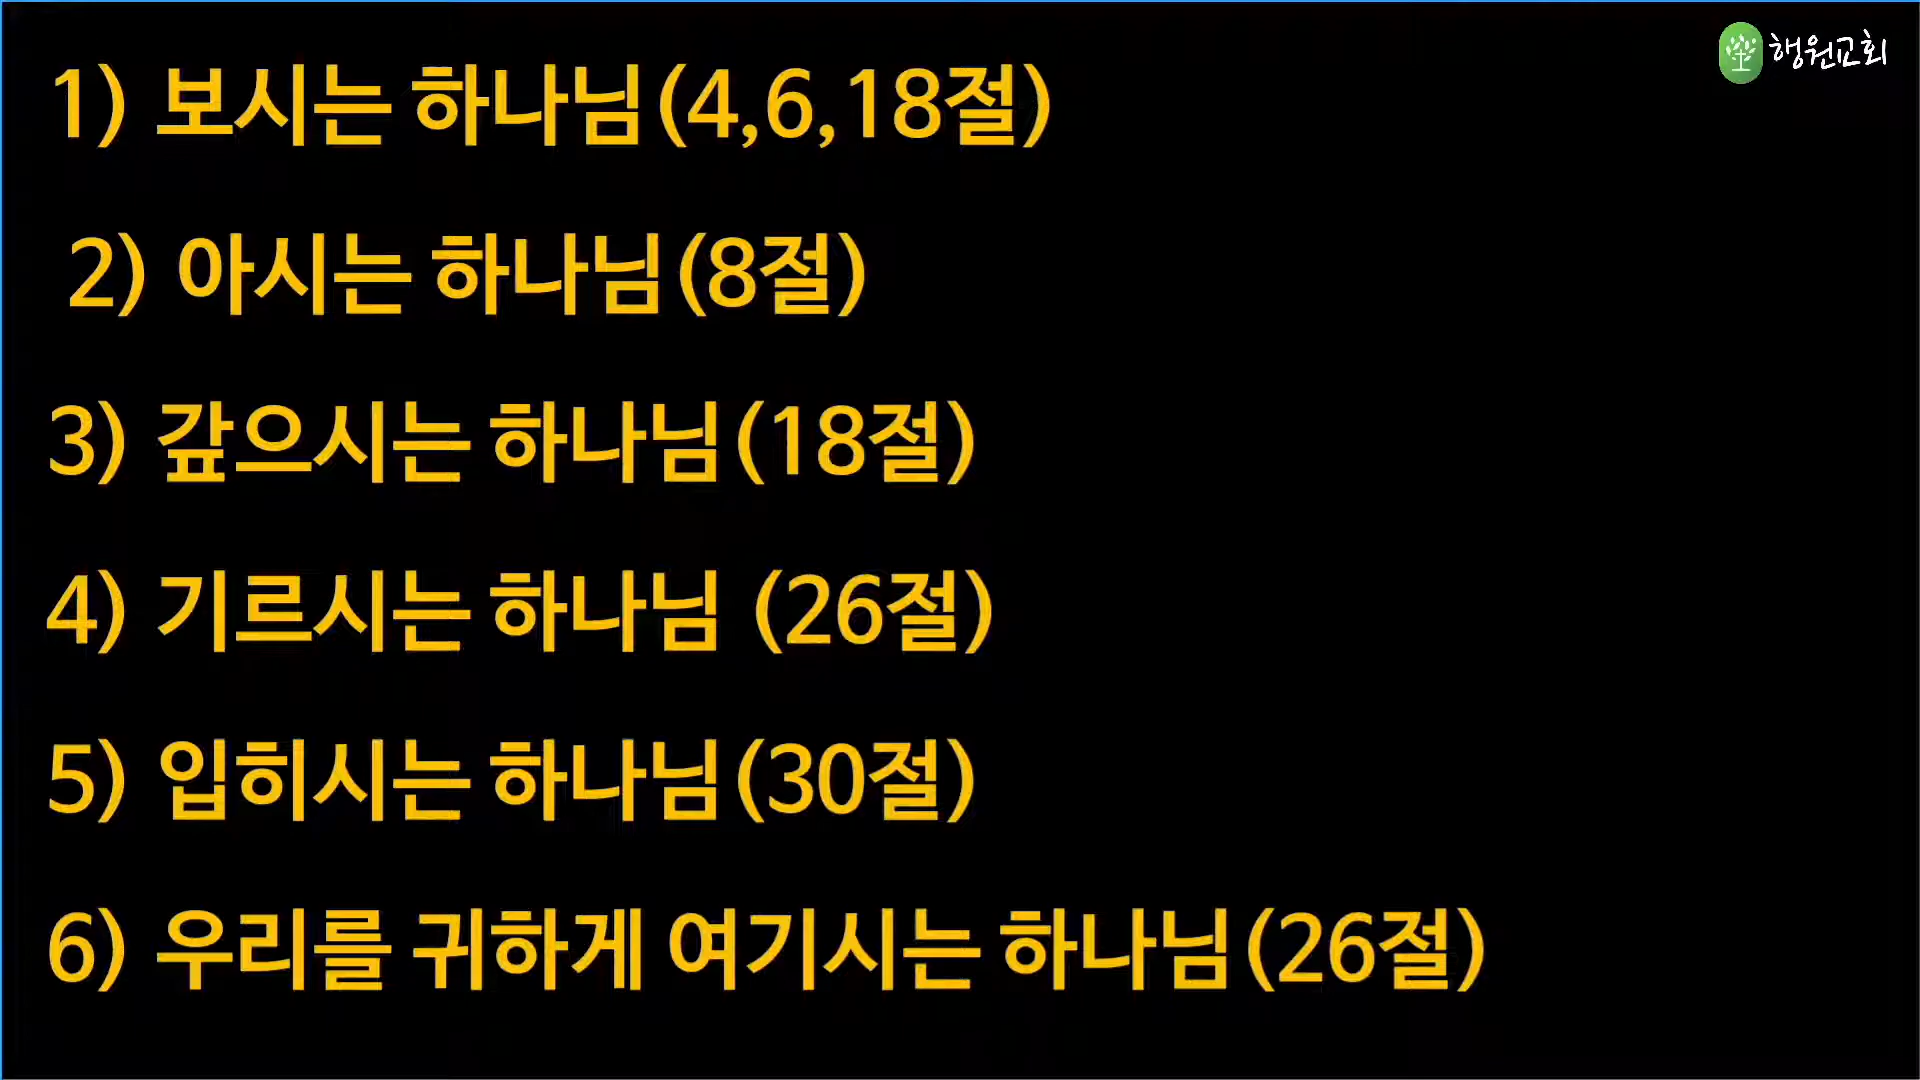 행원교회
1) 보시는 하나님(4,6,18절)
2) 아시는 하나님(8절)
3) 갚으시는 하나님(18절)
4) 기르시는 하나님 (26절)
5) 입히시는 하나님(30절)
6) 우리를 귀하게 여기시는 하나님(26절)